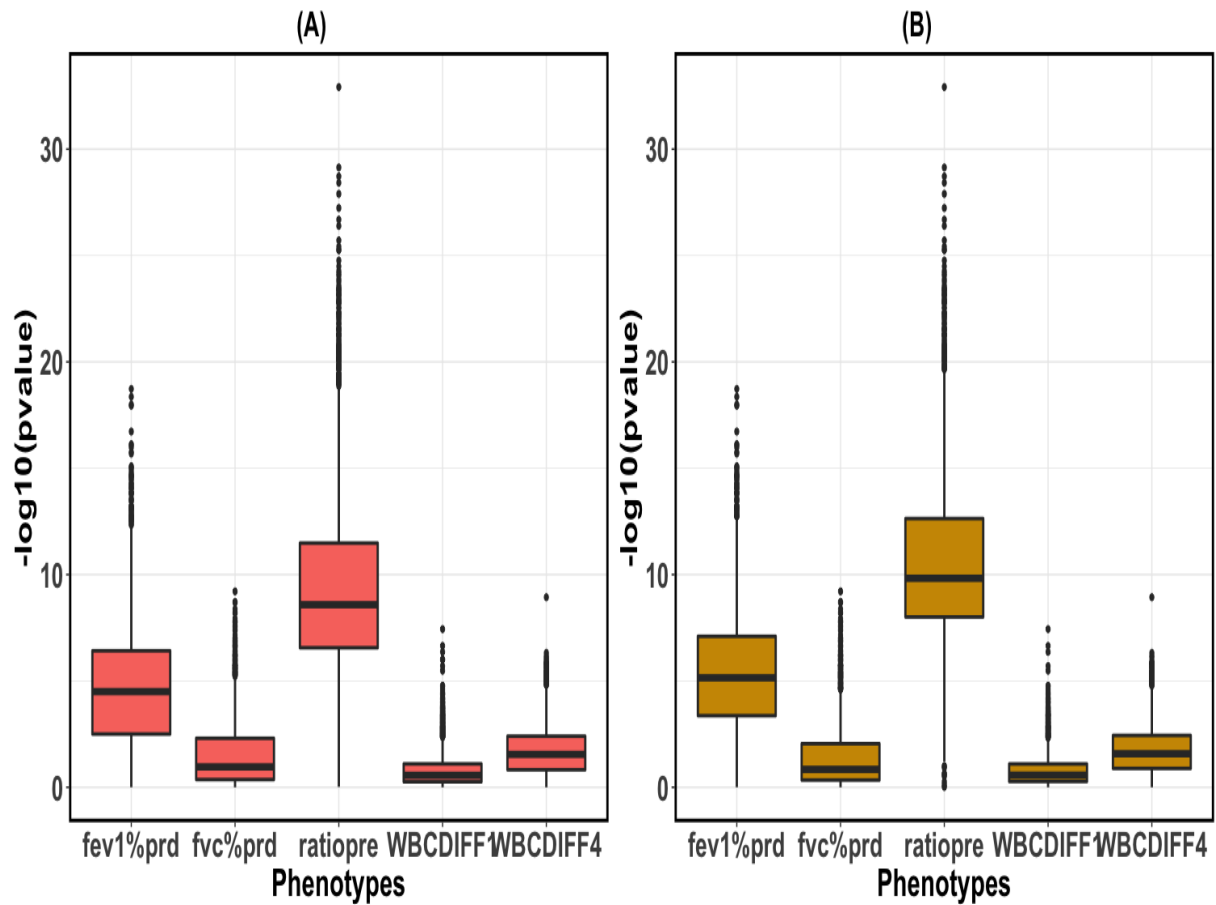 (A)
-log10(pvalue)
30
20
10
0
fev1%prd fvc%prd ratiopre WBCDIFF1 WBCDIFF4
Phenotypes
(B)
-log10(pvalue)
30
20
10
0
fev1%prd fvc%prd ratiopre WBCDIFF1 WBCDIFF4
Phenotypes